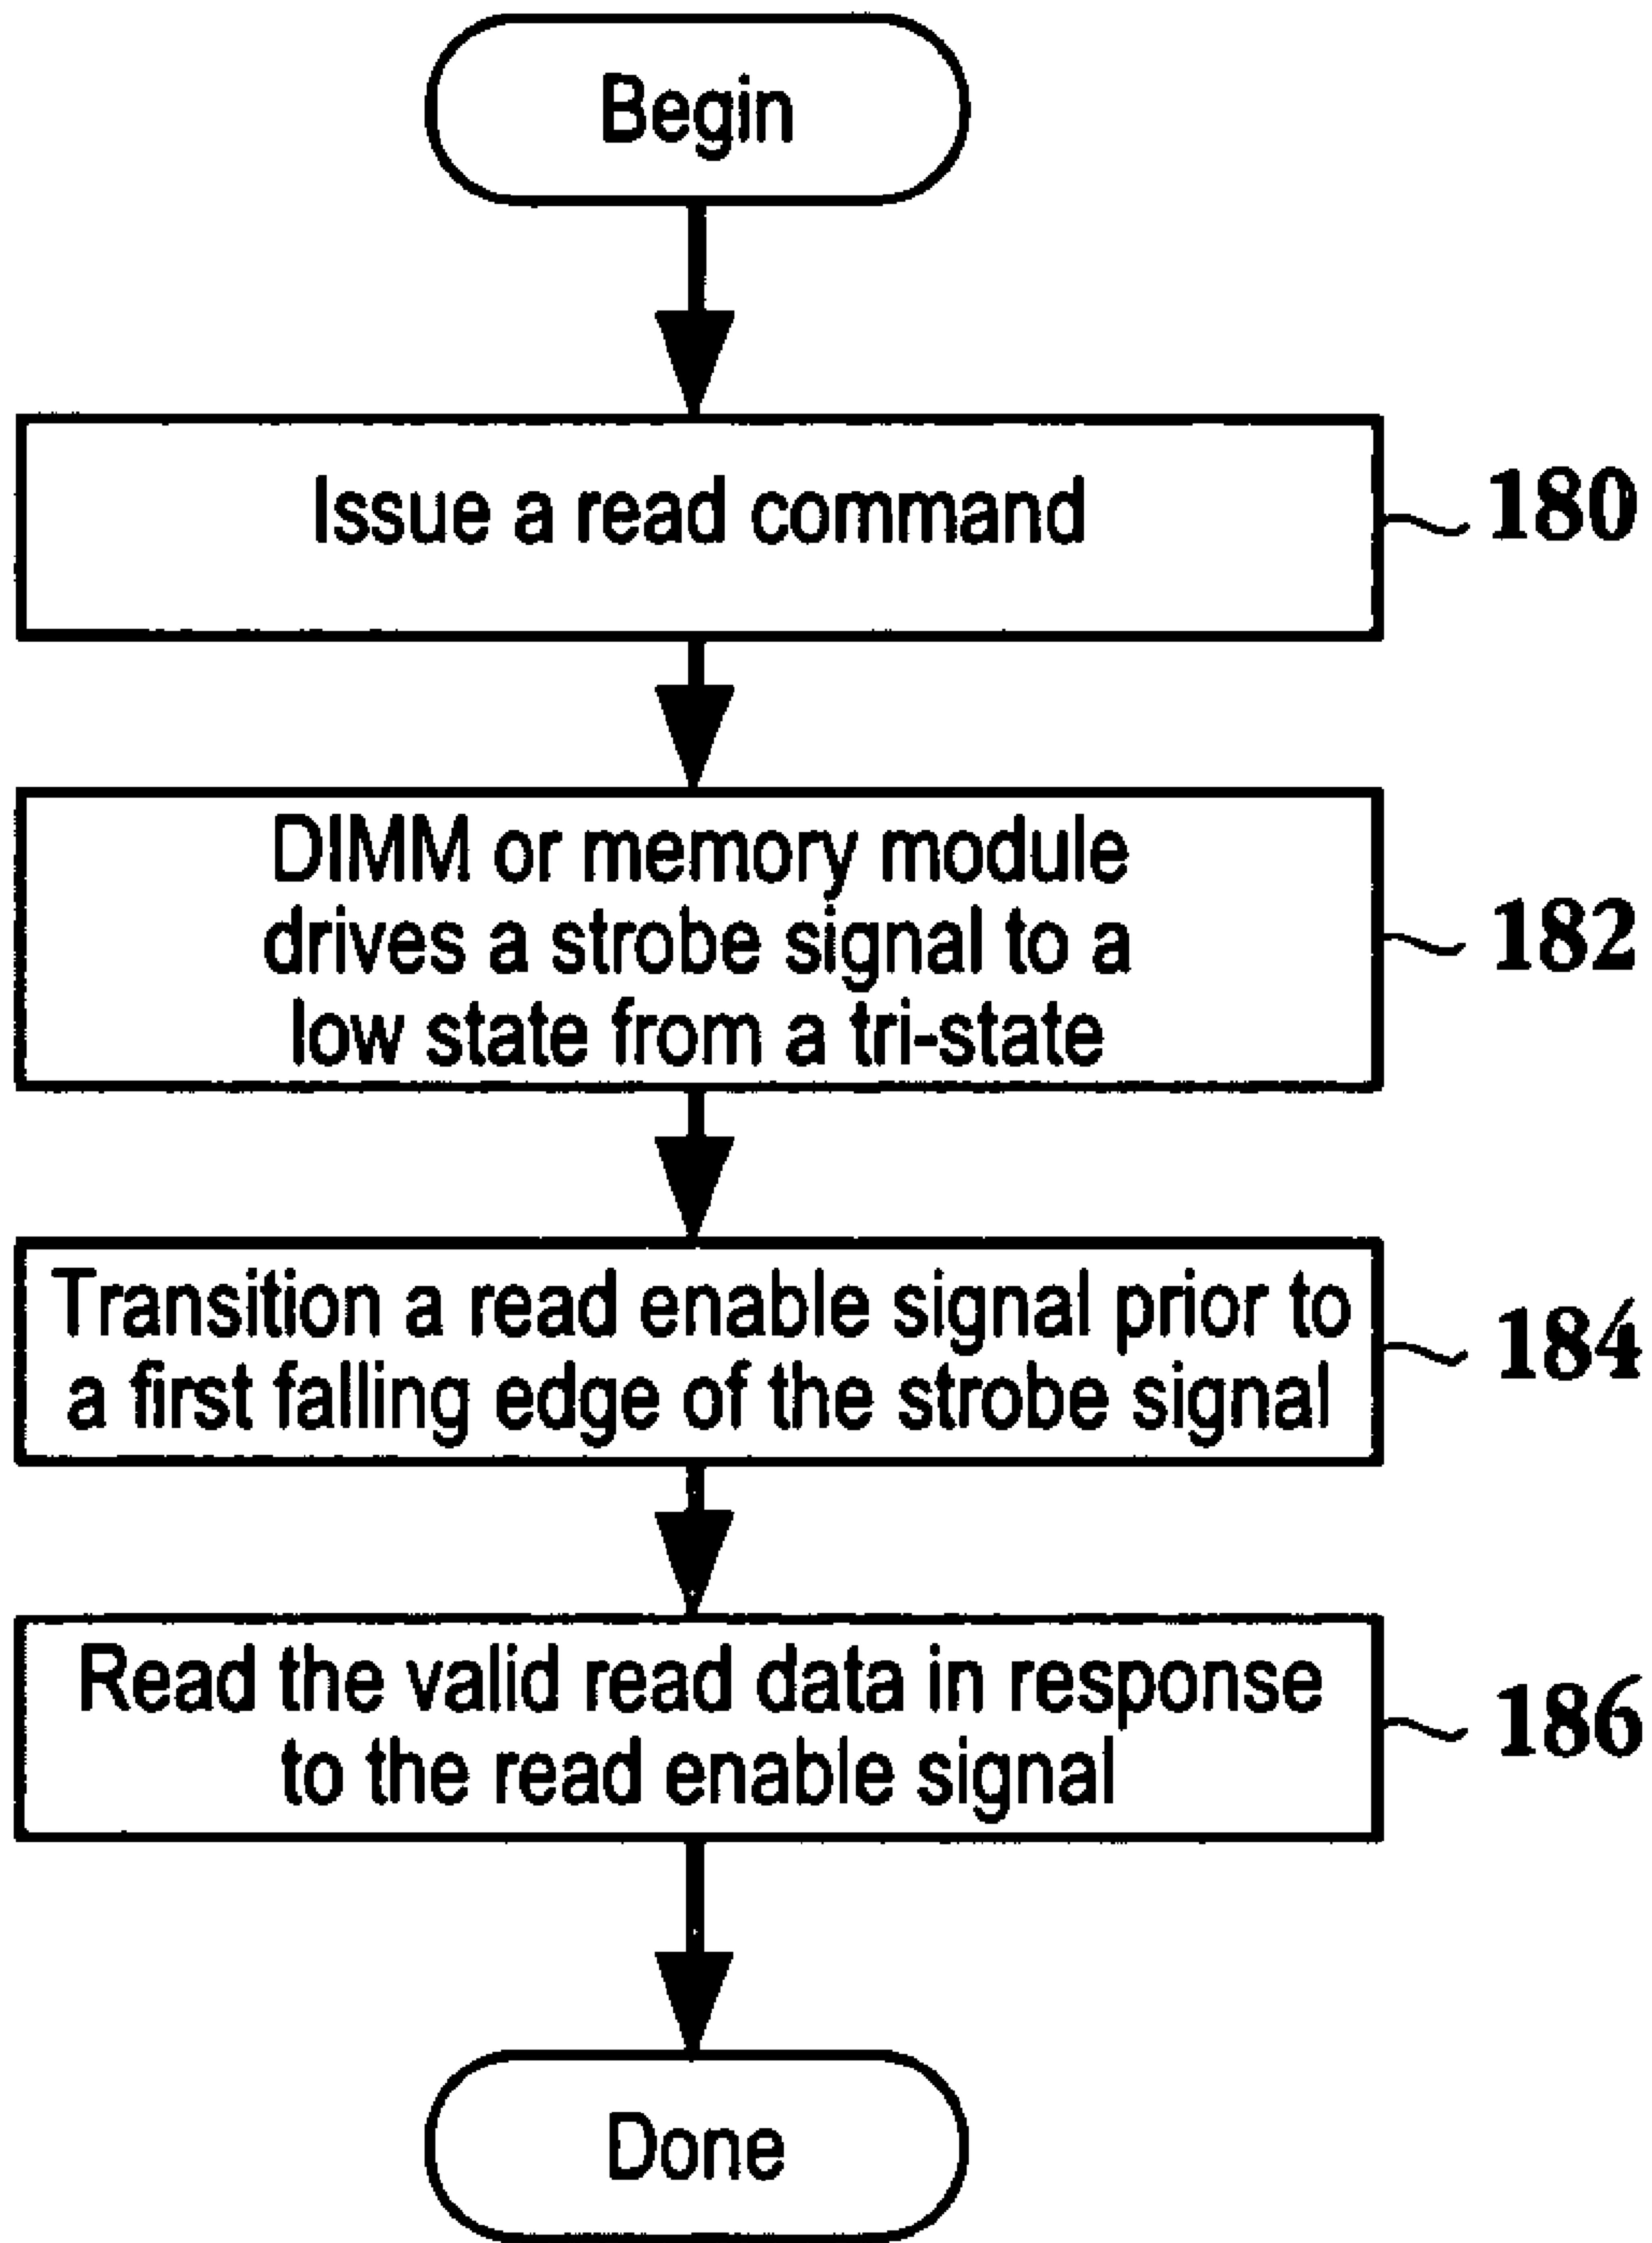 Begin
Issue a read command
180
DIMM or memory module
drives a strobe signal to a
low state from a tri-state
182
Transition a read enable signal prior to
a first falling edge of the strobe signal
184
Read the valid read data in response
to the read enable signal
186
Done